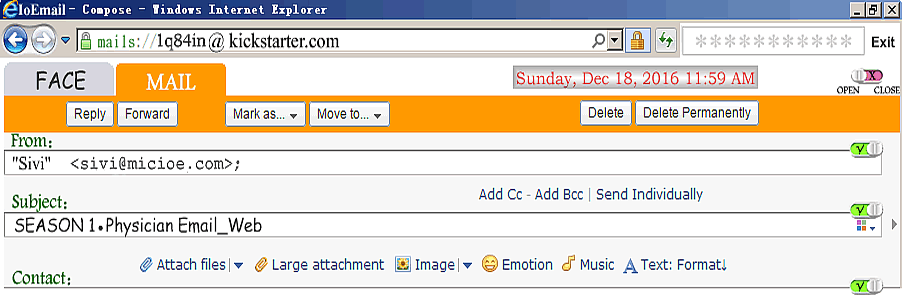 IoEmail - Compose - Windows Internet Explorer
mails://1q84in@kickstarter.com
*********** Exit
FACE MAIL Sunday, Dec 18, 2016 11:59 AM X
OPEN CLOSE
Reply Forward Mark as... Move to... Delete Delete Permanently
From:
"Sivi" <sivi@micioe.com>;
Add Cc - Add Bcc | Send Individually
Subject:
SEASON 1.Physician Email_Web
Attach files | Large attachment Image | Emotion Music Text: Format↓
Contact: